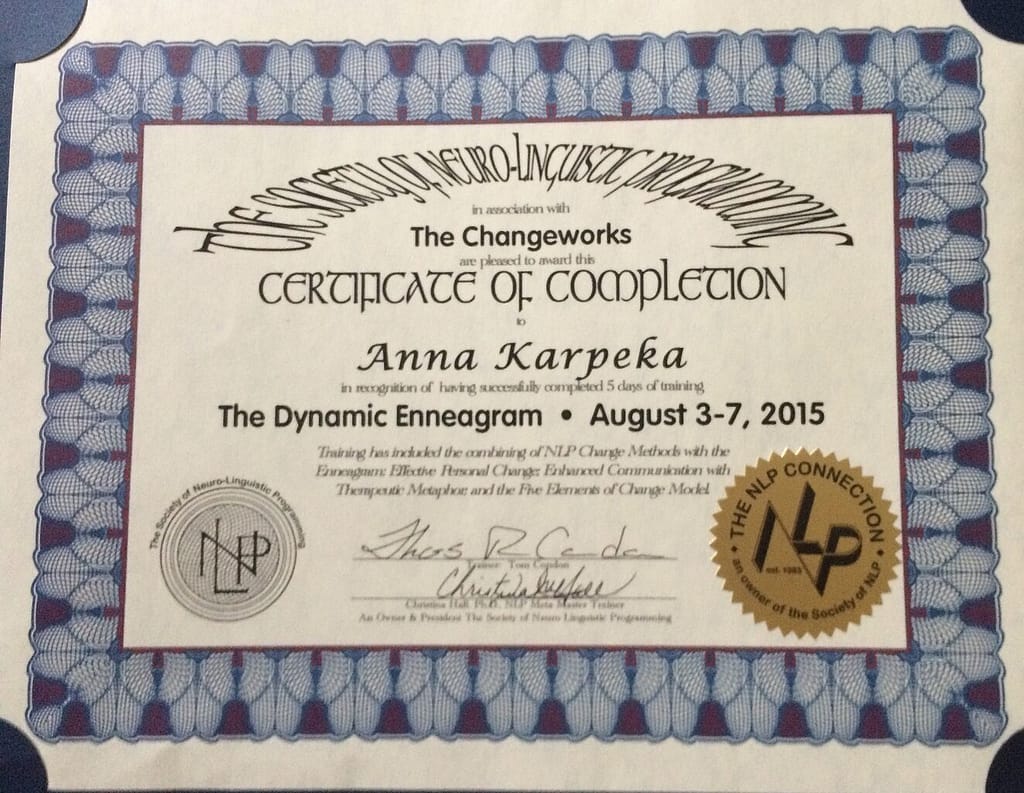 THE SOCIETY OF NEURO-LINGUISTIC PROGRAMMING
in association with
The Changeworks
are pleased to award this
CERTIFICATE OF COMPLETION
to
Anna Karpeka
in recognition of having successfully completed 5 days of training
The Dynamic Enneagram • August 3-7, 2015
Training has included the combining of NLP Change Methods with the
Enneagram; Effective Personal Change; Enhanced Communication with
Therapeutic Metaphor; and the Five Elements of Change Model.
The Society of Neuro-Linguistic Programming
NLP
Trainer: Tom Condon
Christina Hall, Ph.D., NLP Meta Master Trainer
An Owner & President The Society of Neuro Linguistic Programming
• THE NLP CONNECTION •
NLP
est. 1983
an owner of the Society of NLP